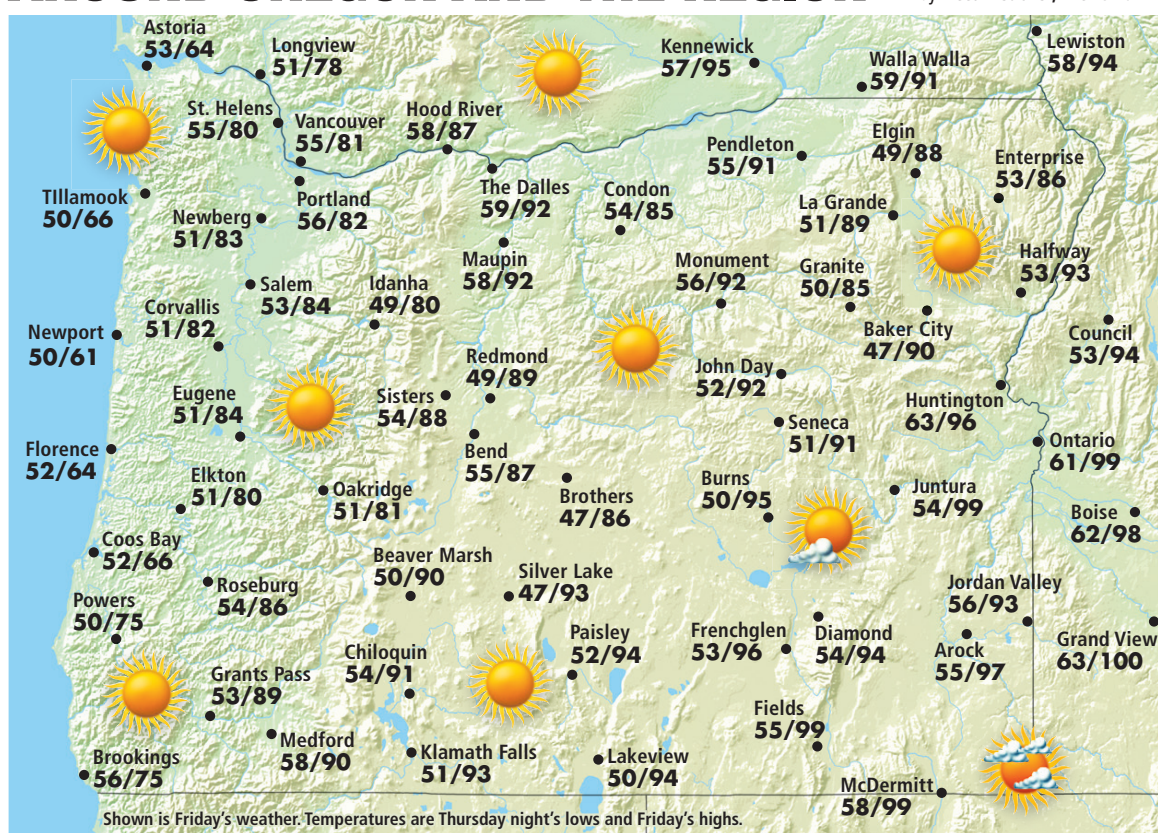 Astoria
53/64
Longview
51/78
Kennewick
57/95
Walla Walla
59/91
Lewiston
58/94
St. Helens
55/80
Vancouver
55/81
Hood River
58/87
Pendleton
55/91
Elgin
49/88
Enterprise
53/86
TIllamook
50/66
Newberg
51/83
Portland
56/82
The Dalles
59/92
Condon
54/85
La Grande
51/89
Maupin
58/92
Monument
56/92
Granite
50/85
Halfway
53/93
Salem
53/84
Idanha
49/80
Corvallis
51/82
Newport
50/61
Baker City
47/90
Council
53/94
Redmond
49/89
John Day
52/92
Eugene
51/84
Sisters
54/88
Huntington
63/96
Seneca
51/91
Florence
52/64
Bend
55/87
Ontario
61/99
Elkton
51/80
Oakridge
51/81
Brothers
47/86
Burns
50/95
Juntura
54/99
Boise
62/98
Coos Bay
52/66
Beaver Marsh
50/90
Silver Lake
47/93
Roseburg
54/86
Jordan Valley
56/93
Powers
50/75
Paisley
52/94
Frenchglen
53/96
Diamond
54/94
Arock
55/97
Grand View
63/100
Chiloquin
54/91
Grants Pass
53/89
Fields
55/99
Medford
58/90
Klamath Falls
51/93
Lakeview
50/94
Brookings
56/75
McDermitt
58/99
Shown is Friday's weather. Temperatures are Thursday night's lows and Friday's highs.